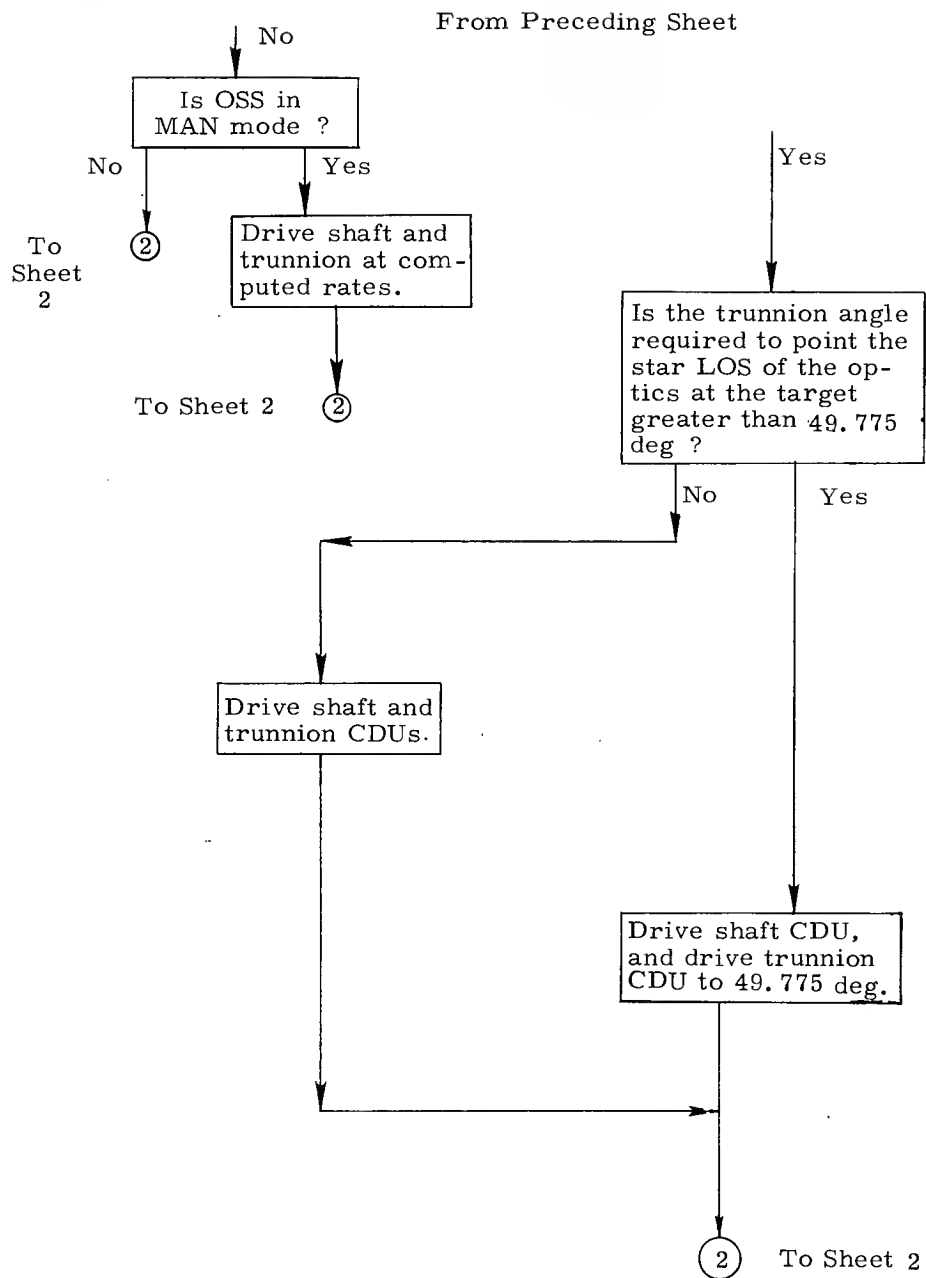 From Preceding Sheet
No
Is OSS in
MAN mode ?
No
Yes
To
Sheet
2
2
Drive shaft and
trunnion at com-
puted rates.
To Sheet 2
2
Yes
Is the trunnion angle
required to point the
star LOS of the op-
tics at the target
greater than 49.775
deg ?
No
Yes
Drive shaft and
trunnion CDUs.
Drive shaft CDU,
and drive trunnion
CDU to 49.775 deg.
2
To Sheet 2